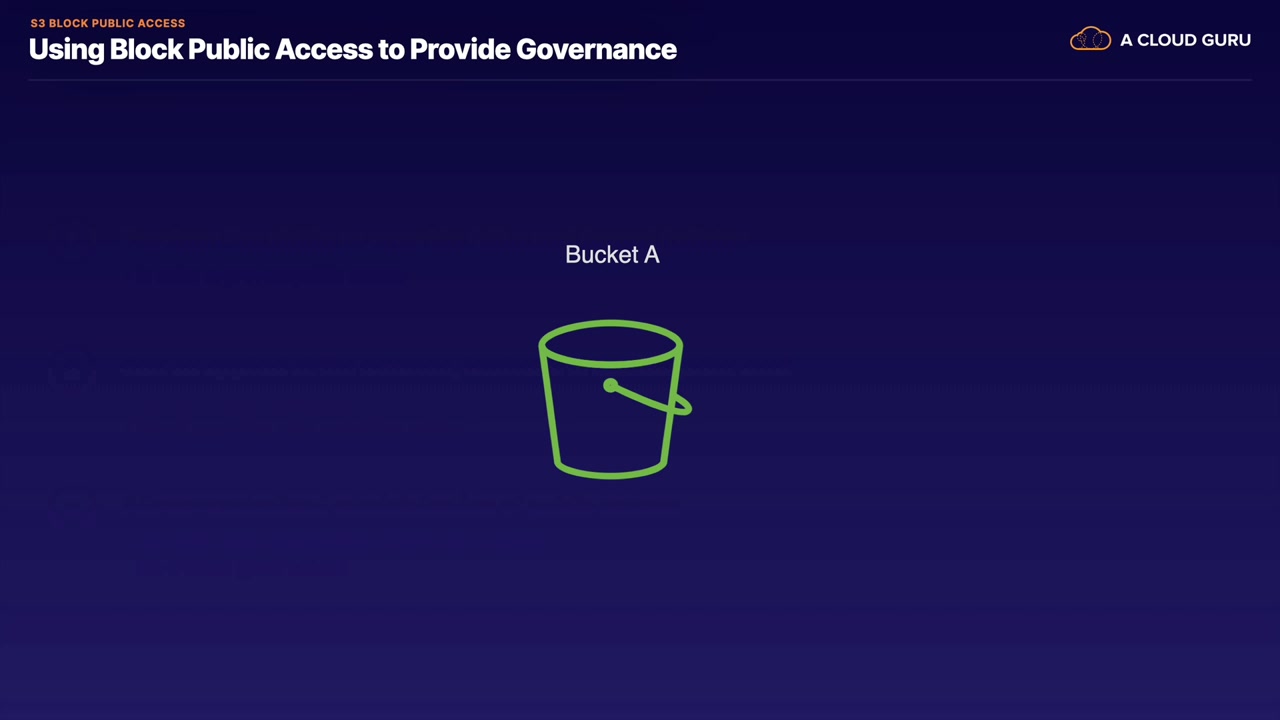 S3 BLOCK PUBLIC ACCESS
Using Block Public Access to Provide Governance
A CLOUD GURU
Bucket A